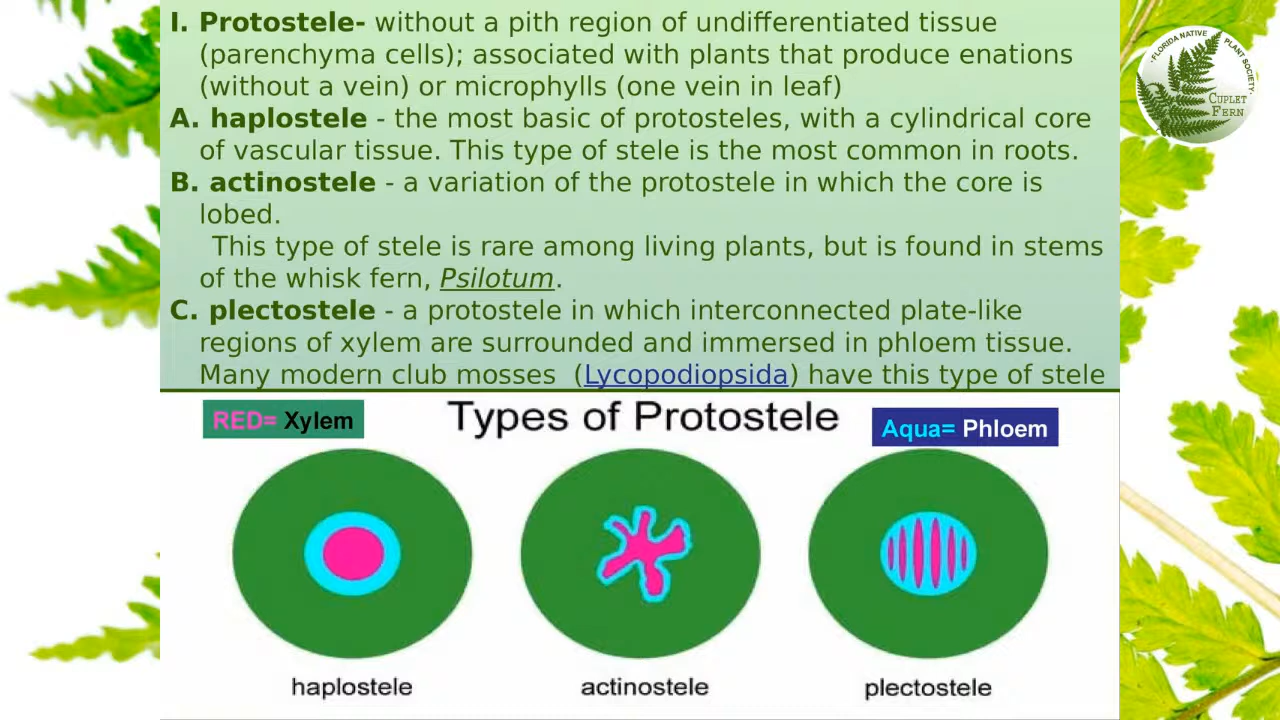 I. Protostele- without a pith region of undifferentiated tissue
(parenchyma cells); associated with plants that produce enations
(without a vein) or microphylls (one vein in leaf)
A. haplostele - the most basic of protosteles, with a cylindrical core
of vascular tissue. This type of stele is the most common in roots.
B. actinostele - a variation of the protostele in which the core is
lobed.
This type of stele is rare among living plants, but is found in stems
of the whisk fern, Psilotum.
C. plectostele - a protostele in which interconnected plate-like
regions of xylem are surrounded and immersed in phloem tissue.
Many modern club mosses (Lycopodiopsida) have this type of stele
FLORIDA NATIVE PLANT SOCIETY
CUPLET
FERN
RED= Xylem
Types of Protostele
Aqua= Phloem
haplostele
actinostele
plectostele